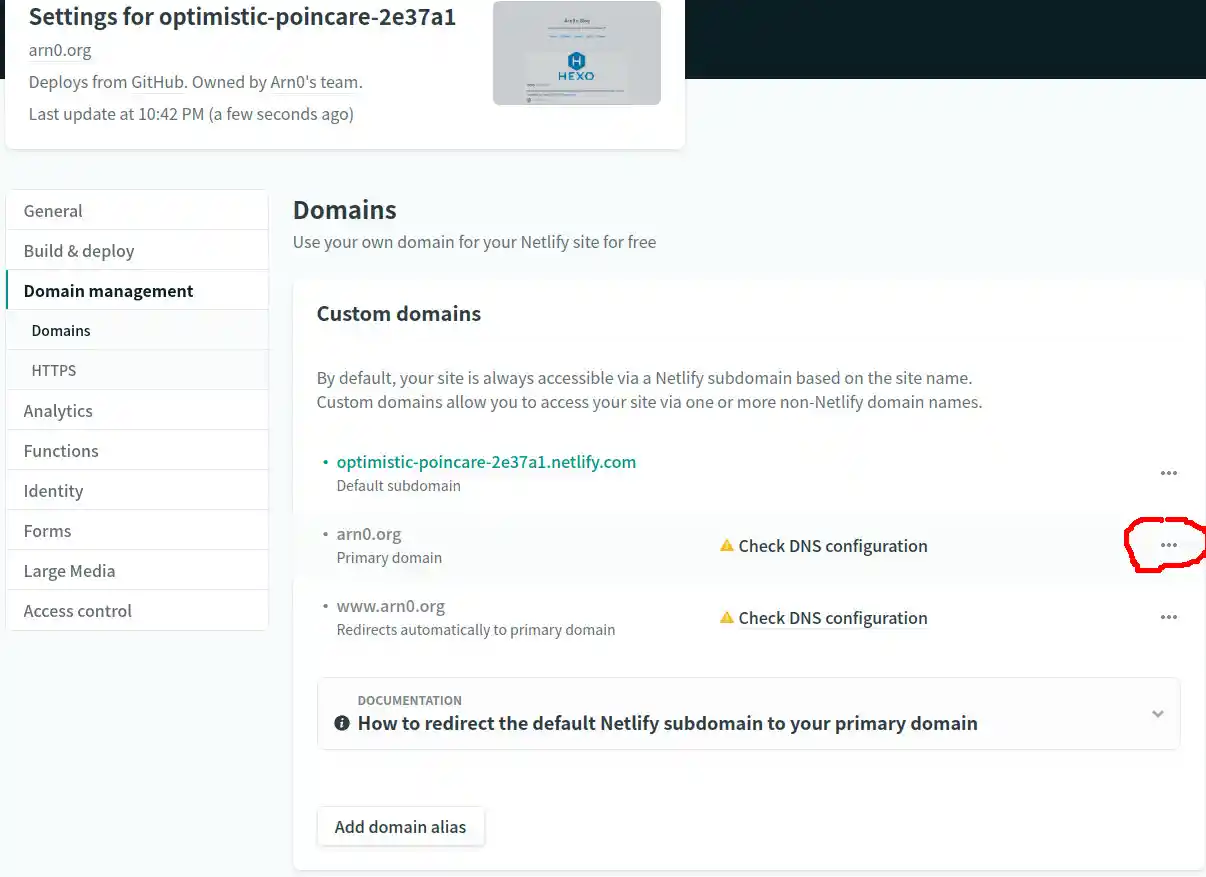 Settings for optimistic-poincare-2e37a1
arn0.org
Deploys from GitHub. Owned by Arn0's team.
Last update at 10:42 PM (a few seconds ago)
HEXO
General
Build & deploy
Domain management
Domains
HTTPS
Analytics
Functions
Identity
Forms
Large Media
Access control
Domains
Use your own domain for your Netlify site for free
Custom domains
By default, your site is always accessible via a Netlify subdomain based on the site name.
Custom domains allow you to access your site via one or more non-Netlify domain names.
• optimistic-poincare-2e37a1.netlify.com
Default subdomain
• arn0.org
Primary domain
Check DNS configuration
• www.arn0.org
Redirects automatically to primary domain
Check DNS configuration
DOCUMENTATION
How to redirect the default Netlify subdomain to your primary domain
Add domain alias